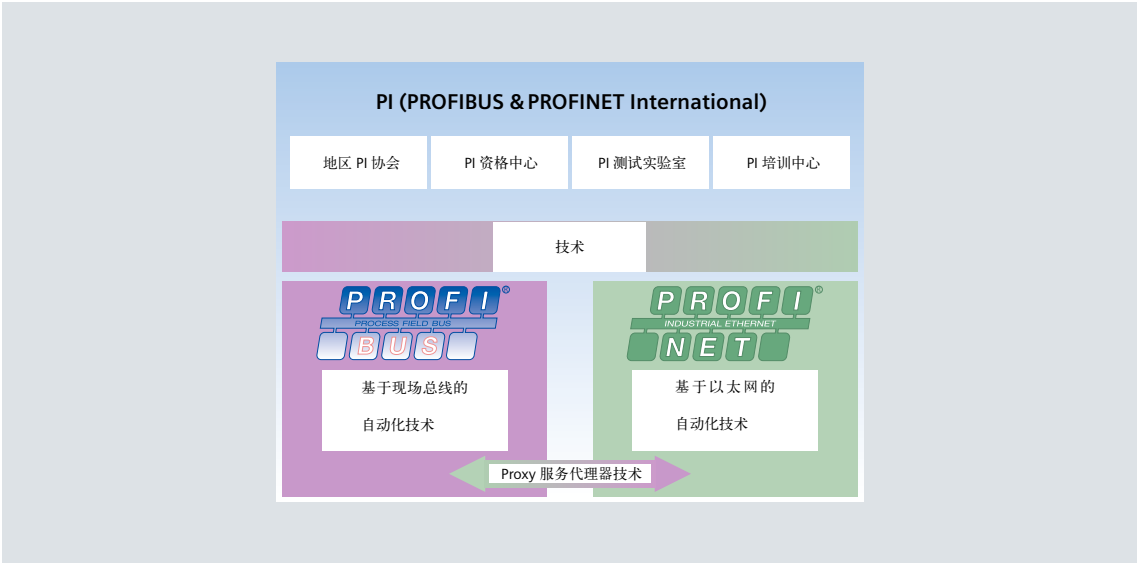 PI (PROFIBUS & PROFINET International)
地区 PI 协会
PI 资格中心
PI 测试实验室
PI 培训中心
技术
PROFI®
PROCESS FIELD BUS
BUS
基于现场总线的
自动化技术
PROFI®
INDUSTRIAL ETHERNET
NET
基于以太网的
自动化技术
Proxy 服务代理器技术